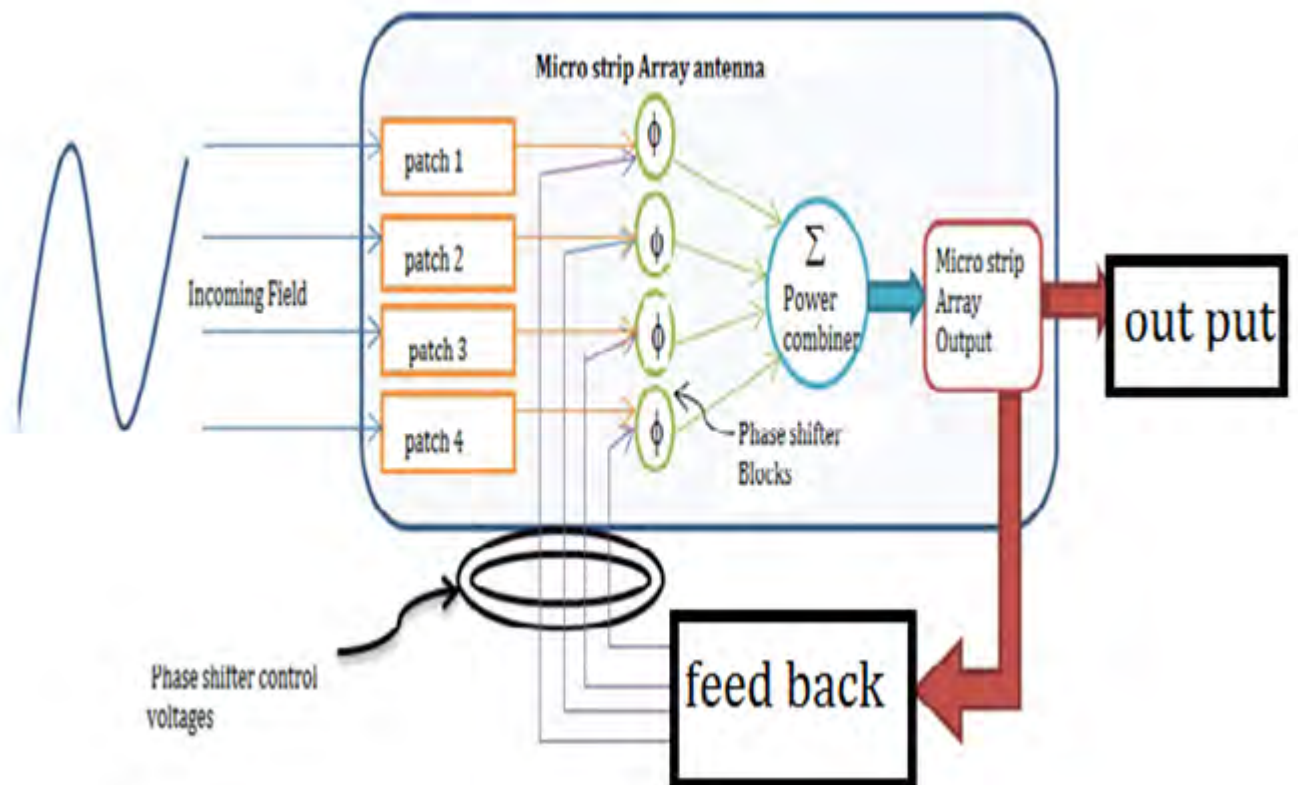 Micro strip Array antenna
patch 1
ϕ
patch 2
ϕ
Incoming Field
patch 3
ϕ
patch 4
ϕ
Σ
Power
combiner
Micro strip
Array
Output
out put
Phase shifter
Blocks
Phase shifter control
voltages
feed back